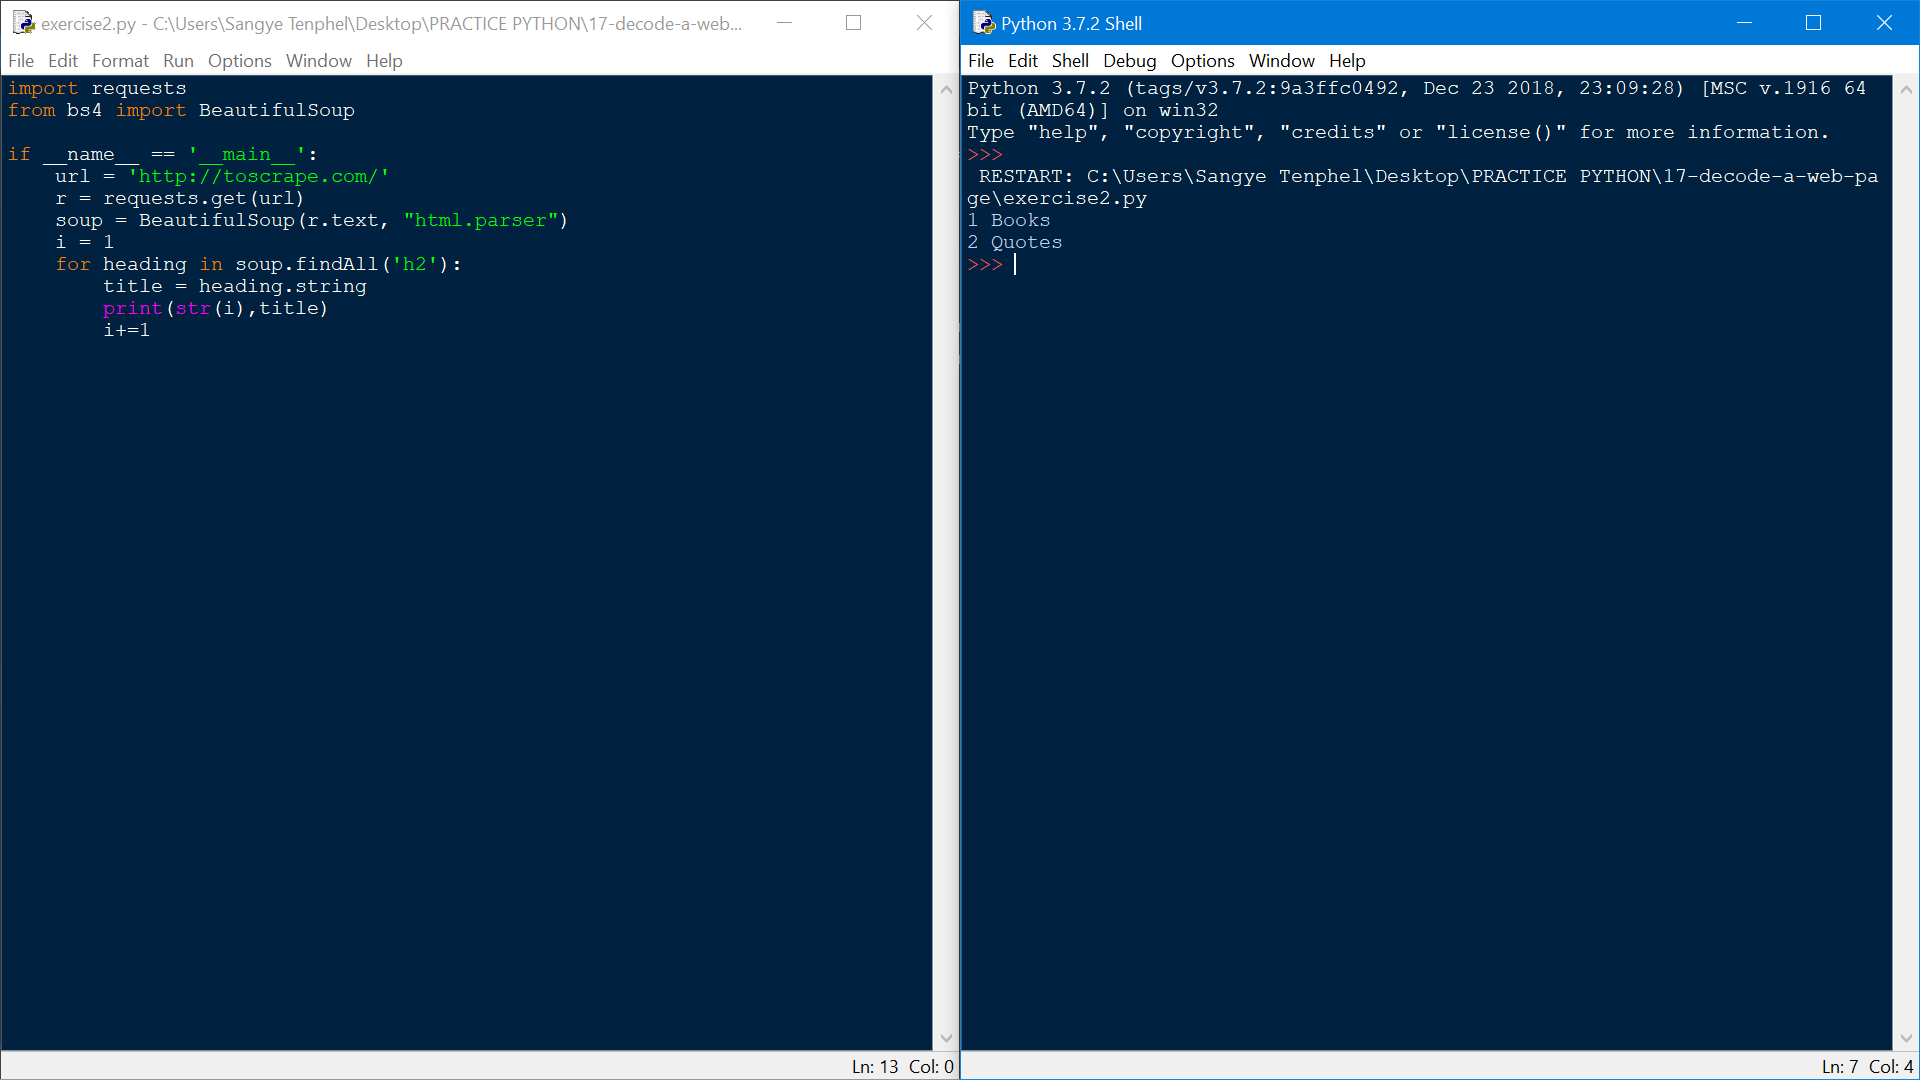 exercise2.py - C:\Users\Sangye Tenphel\Desktop\PRACTICE PYTHON\17-decode-a-web...
File Edit Format Run Options Window Help
import requests
from bs4 import BeautifulSoup
if __name__ == '__main__':
    url = 'http://toscrape.com/'
    r = requests.get(url)
    soup = BeautifulSoup(r.text, "html.parser")
    i = 1
    for heading in soup.findAll('h2'):
        title = heading.string
        print(str(i),title)
        i+=1
Ln: 13 Col: 0
Python 3.7.2 Shell
File Edit Shell Debug Options Window Help
Python 3.7.2 (tags/v3.7.2:9a3ffc0492, Dec 23 2018, 23:09:28) [MSC v.1916 64
bit (AMD64)] on win32
Type "help", "copyright", "credits" or "license()" for more information.
>>>
 RESTART: C:\Users\Sangye Tenphel\Desktop\PRACTICE PYTHON\17-decode-a-web-pa
ge\exercise2.py
1 Books
2 Quotes
>>>
Ln: 7 Col: 4